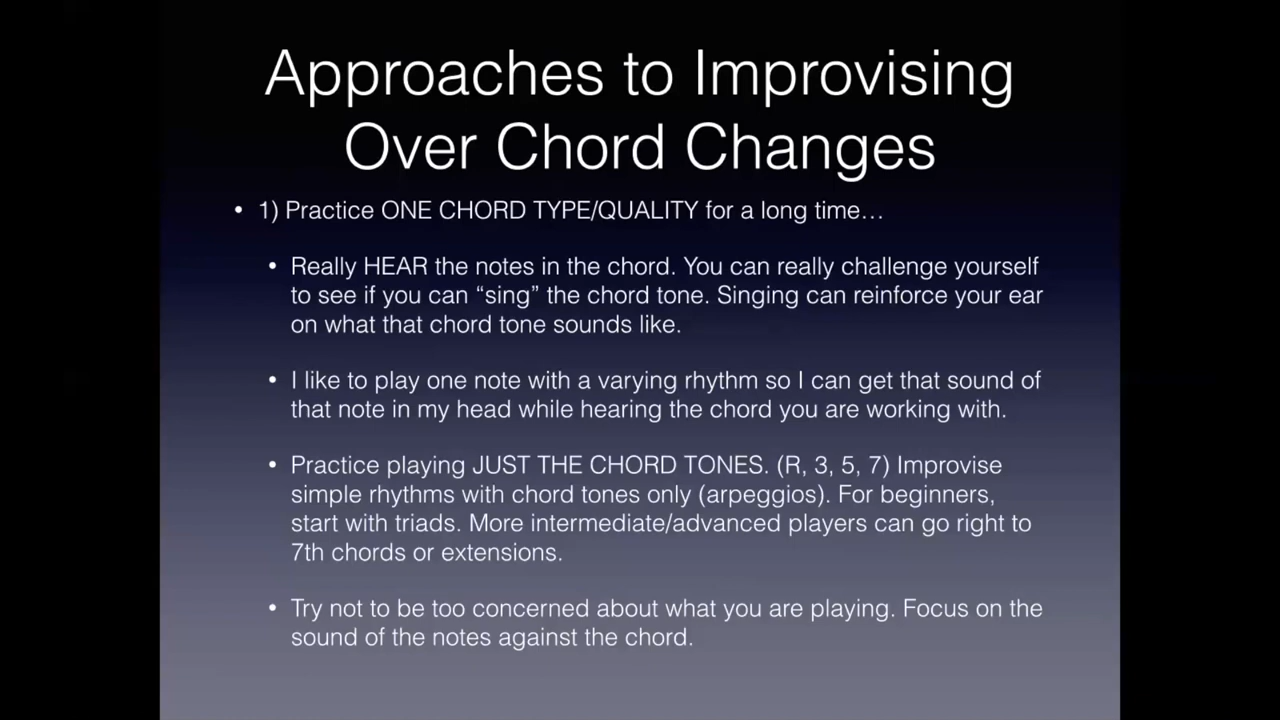 Approaches to Improvising
Over Chord Changes
• 1) Practice ONE CHORD TYPE/QUALITY for a long time…
• Really HEAR the notes in the chord. You can really challenge yourself
to see if you can “sing” the chord tone. Singing can reinforce your ear
on what that chord tone sounds like.
• I like to play one note with a varying rhythm so I can get that sound of
that note in my head while hearing the chord you are working with.
• Practice playing JUST THE CHORD TONES. (R, 3, 5, 7) Improvise
simple rhythms with chord tones only (arpeggios). For beginners,
start with triads. More intermediate/advanced players can go right to
7th chords or extensions.
• Try not to be too concerned about what you are playing. Focus on the
sound of the notes against the chord.